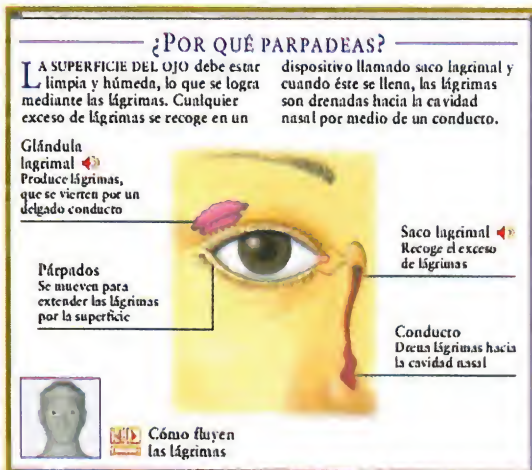 ¿POR QUÉ PARPADEAS?
LA SUPERFICIE DEL OJO debe estar
limpia y húmeda, lo que se logra
mediante las lágrimas. Cualquier
exceso de lágrimas se recoge en un
dispositivo llamado saco lagrimal y
cuando éste se llena, las lágrimas
son drenadas hacia la cavidad
nasal por medio de un conducto.
Glándula
lagrimal
Produce lágrimas,
que se vierten por un
delgado conducto
Párpados
Se mueven para
extender las lágrimas
por la superficie
Saco lagrimal
Recoge el exceso
de lágrimas
Conducto
Drena lágrimas hacia
la cavidad nasal
Cómo fluyen
las lágrimas